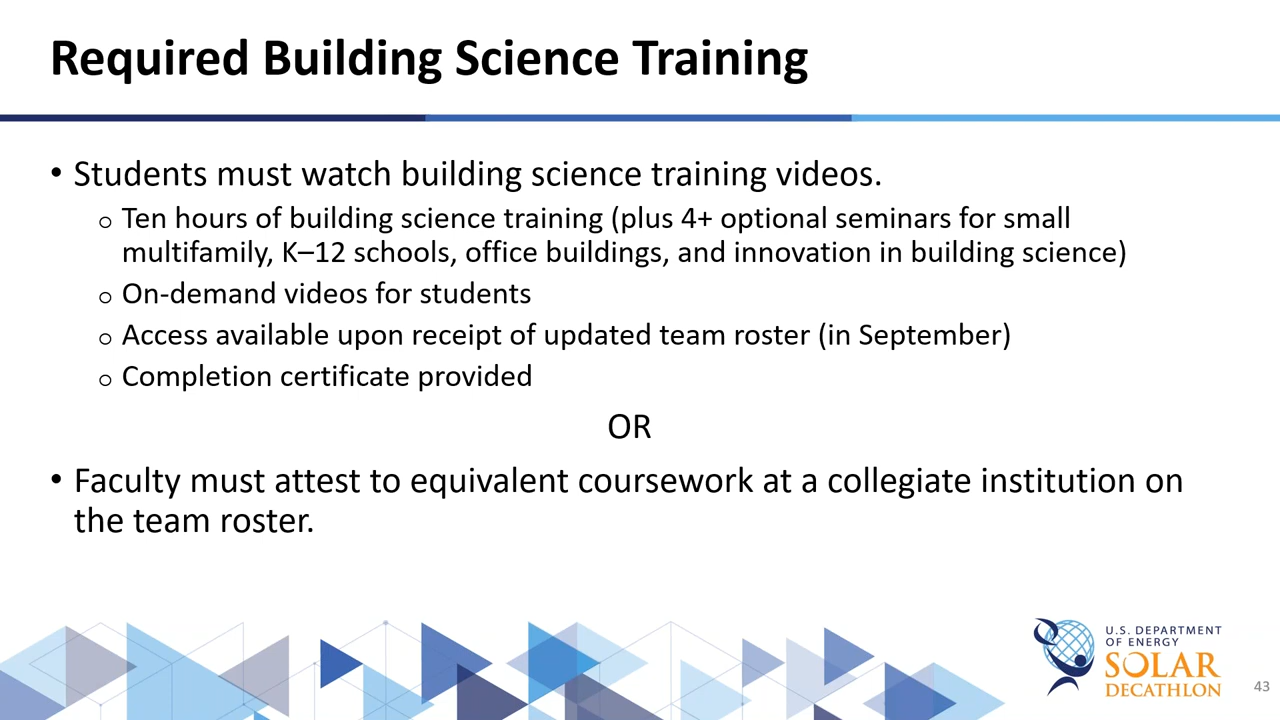 Required Building Science Training
• Students must watch building science training videos.
o Ten hours of building science training (plus 4+ optional seminars for small
multifamily, K–12 schools, office buildings, and innovation in building science)
o On-demand videos for students
o Access available upon receipt of updated team roster (in September)
o Completion certificate provided
OR
• Faculty must attest to equivalent coursework at a collegiate institution on
the team roster.
U.S. DEPARTMENT
OF ENERGY
SOLAR
DECATHLON
43